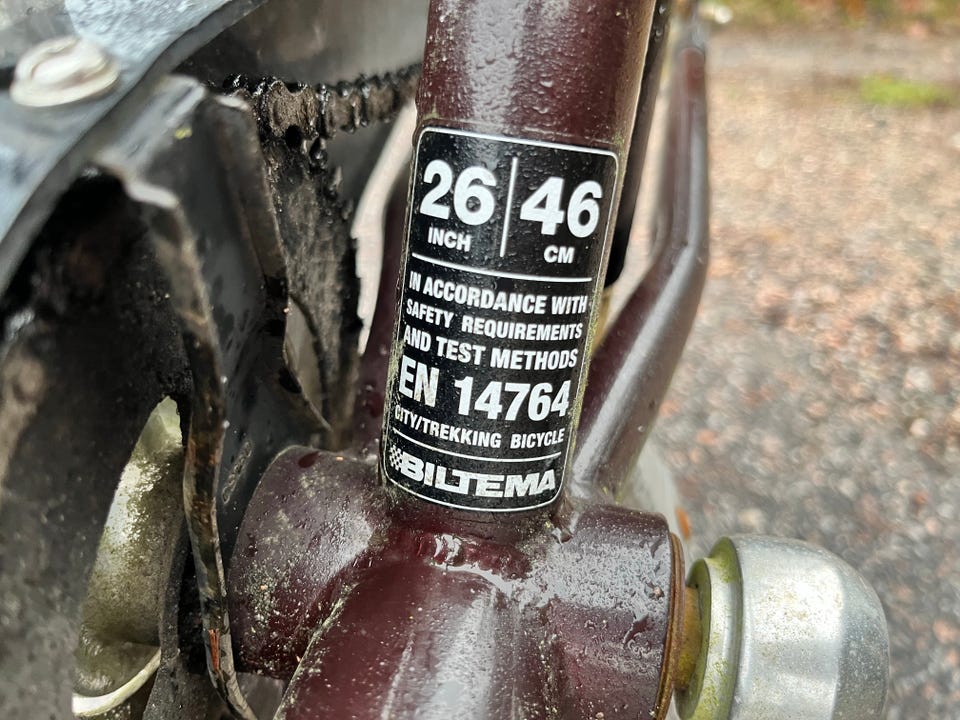 26 | 46
INCH CM
IN ACCORDANCE WITH
SAFETY REQUIREMENTS
AND TEST METHODS
EN 14764
CITY/TREKKING BICYCLE
BILTEMA